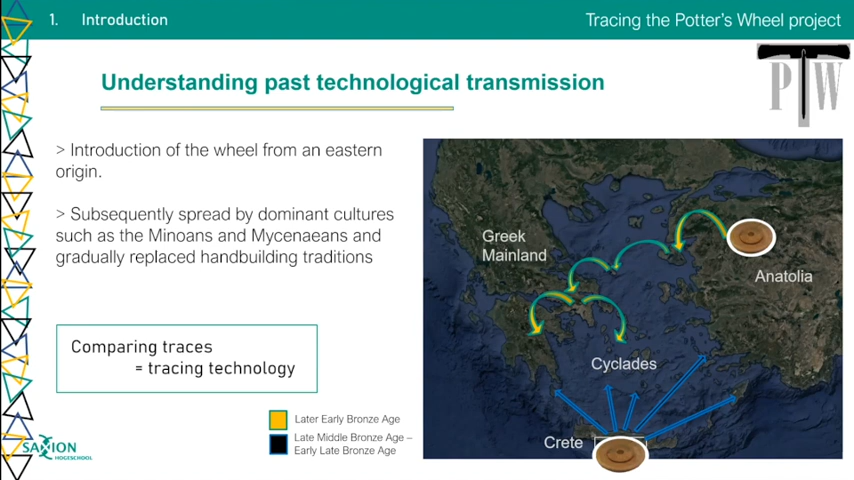 1. Introduction
Tracing the Potter's Wheel project
Understanding past technological transmission
P T W
> Introduction of the wheel from an eastern
origin.
> Subsequently spread by dominant cultures
such as the Minoans and Mycenaeans and
gradually replaced handbuilding traditions
Comparing traces
= tracing technology
Later Early Bronze Age
Late Middle Bronze Age –
Early Late Bronze Age
SAXION
HOGESCHOOL
Greek
Mainland
Anatolia
Cyclades
Crete